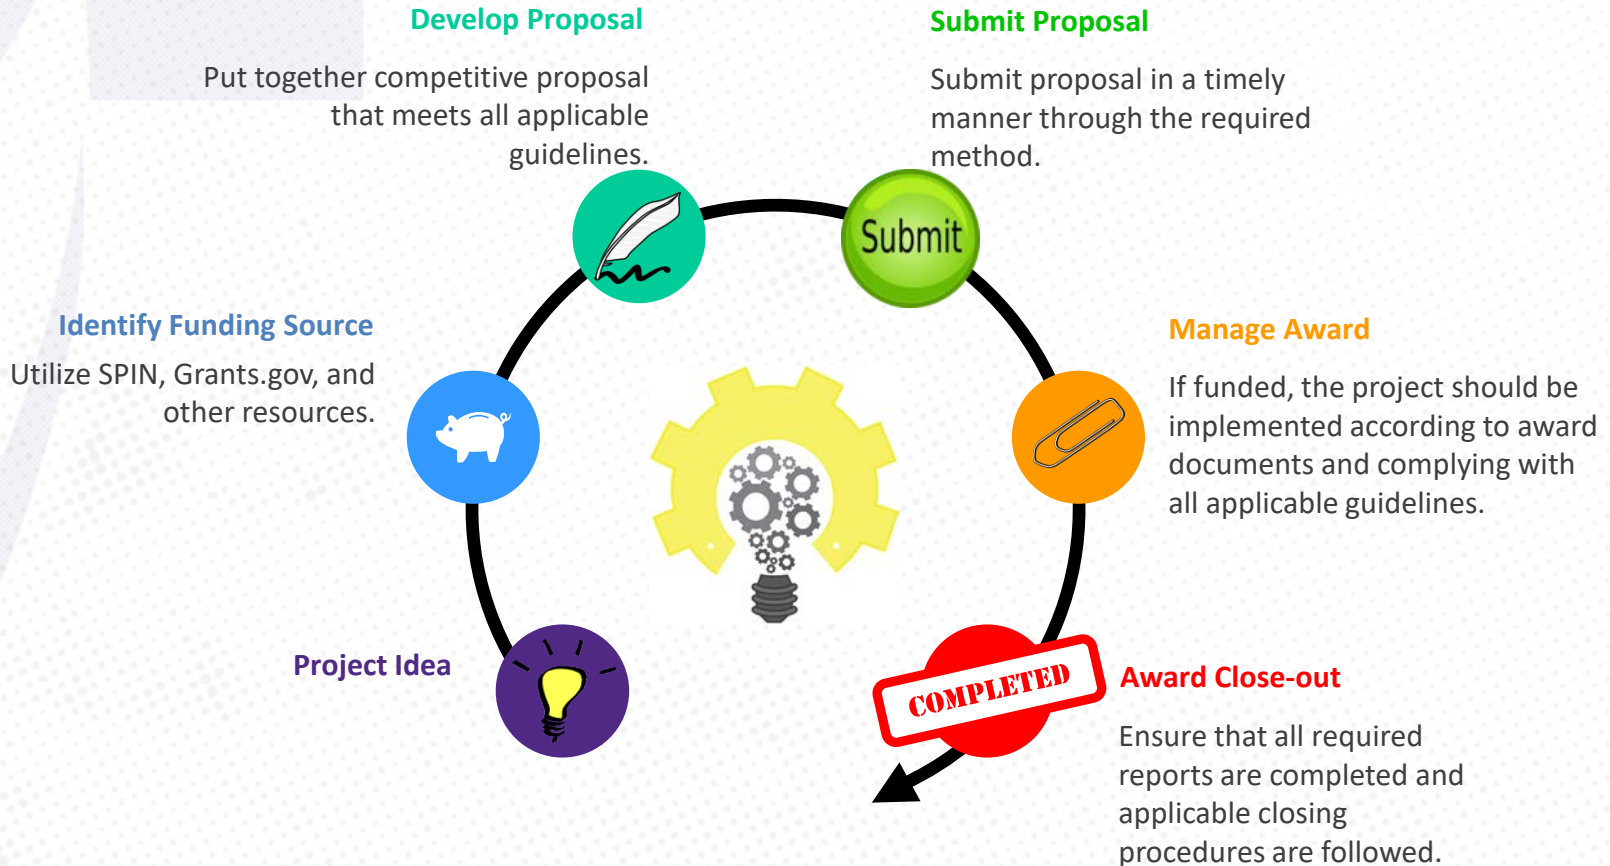 Develop Proposal
Put together competitive proposal
that meets all applicable
guidelines.
Submit Proposal
Submit proposal in a timely
manner through the required
method.
Submit
Identify Funding Source
Utilize SPIN, Grants.gov, and
other resources.
Manage Award
If funded, the project should be
implemented according to award
documents and complying with
all applicable guidelines.
Project Idea
COMPLETED
Award Close-out
Ensure that all required
reports are completed and
applicable closing
procedures are followed.